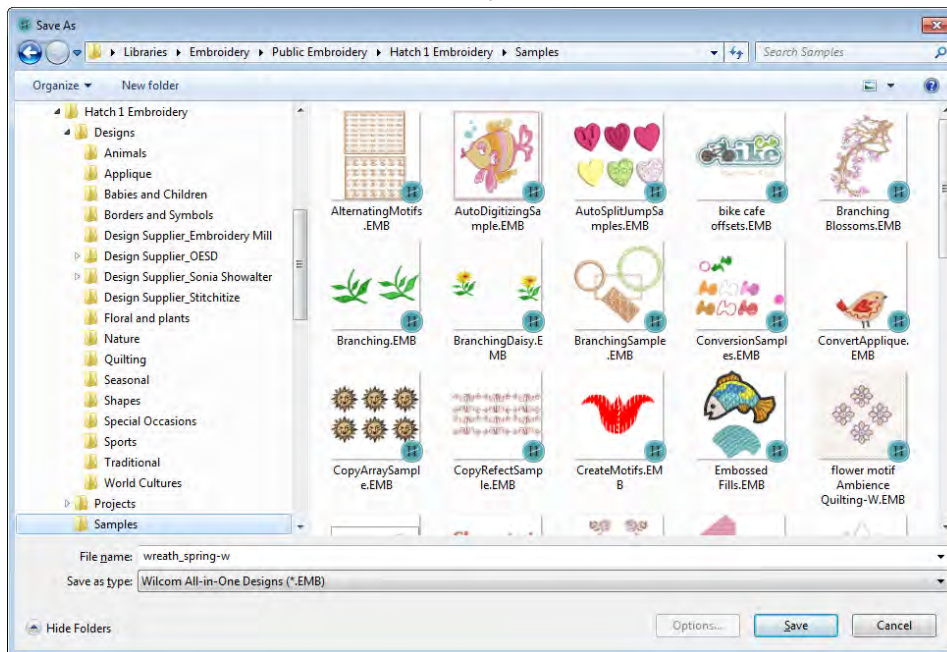 Save As
Libraries ▸ Embroidery ▸ Public Embroidery ▸ Hatch 1 Embroidery ▸ Samples
Search Samples
Organize
New folder
Hatch 1 Embroidery
Designs
Animals
Applique
Babies and Children
Borders and Symbols
Design Supplier_Embroidery Mill
Design Supplier_OESD
Design Supplier_Sonia Showalter
Design Supplier_Stitchitize
Floral and plants
Nature
Quilting
Seasonal
Shapes
Special Occasions
Sports
Traditional
World Cultures
Projects
Samples
AlternatingMotifs
.EMB
AutoDigitizingSa
mple.EMB
AutoSplitJumpSa
mples.EMB
bike
bike cafe
offsets.EMB
Branching
Blossoms.EMB
Branching.EMB
BranchingDaisy.E
MB
BranchingSample
.EMB
ConversionSampl
es.EMB
ConvertApplique.
EMB
CopyArraySampl
e.EMB
CopyRefectSamp
le.EMB
CreateMotifs.EM
B
Embossed
Fills.EMB
flower motif
Ambience
Quilting-W.EMB
File name: wreath_spring-w
Save as type: Wilcom All-in-One Designs (*.EMB)
Hide Folders
Options...
Save
Cancel